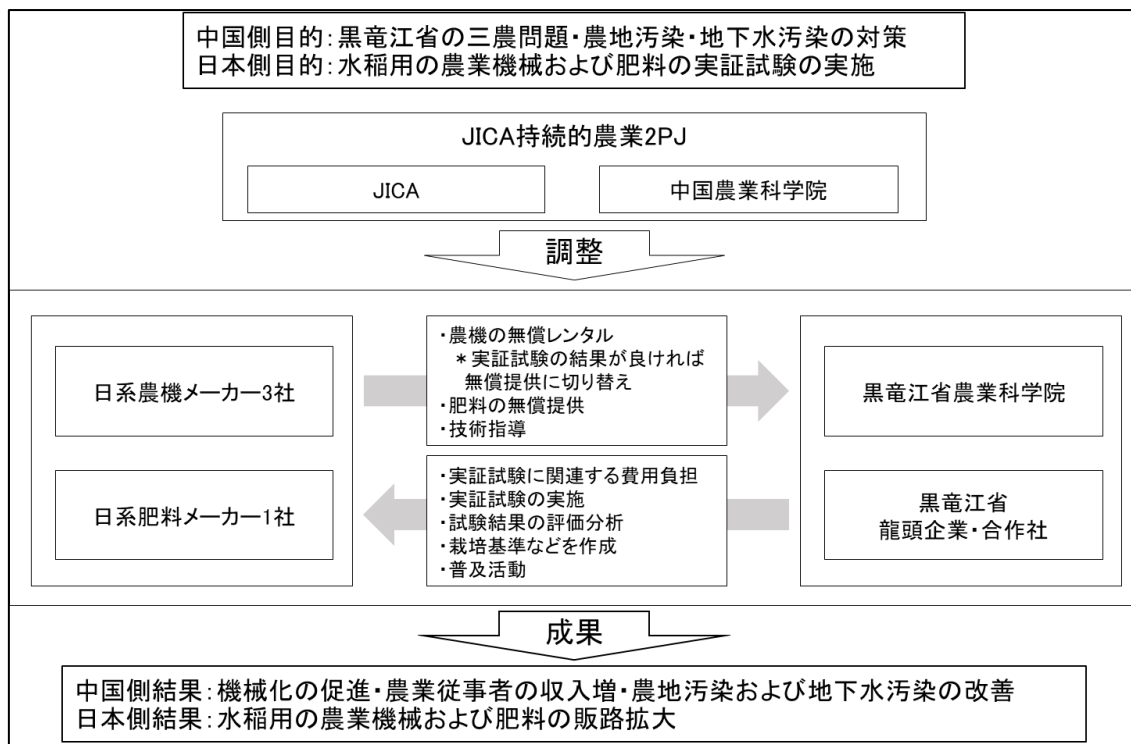 中国側目的:黒竜江省の三農問題・農地汚染・地下水汚染の対策
日本側目的:水稲用の農業機械および肥料の実証試験の実施
JICA持続的農業2PJ
JICA
中国農業科学院
調整
日系農機メーカー3社
日系肥料メーカー1社
・農機の無償レンタル
＊実証試験の結果が良ければ
無償提供に切り替え
・肥料の無償提供
・技術指導
・実証試験に関連する費用負担
・実証試験の実施
・試験結果の評価分析
・栽培基準などを作成
・普及活動
黒竜江省農業科学院
黒竜江省
龍頭企業・合作社
成果
中国側結果:機械化の促進・農業従事者の収入増・農地汚染および地下水汚染の改善
日本側結果:水稲用の農業機械および肥料の販路拡大